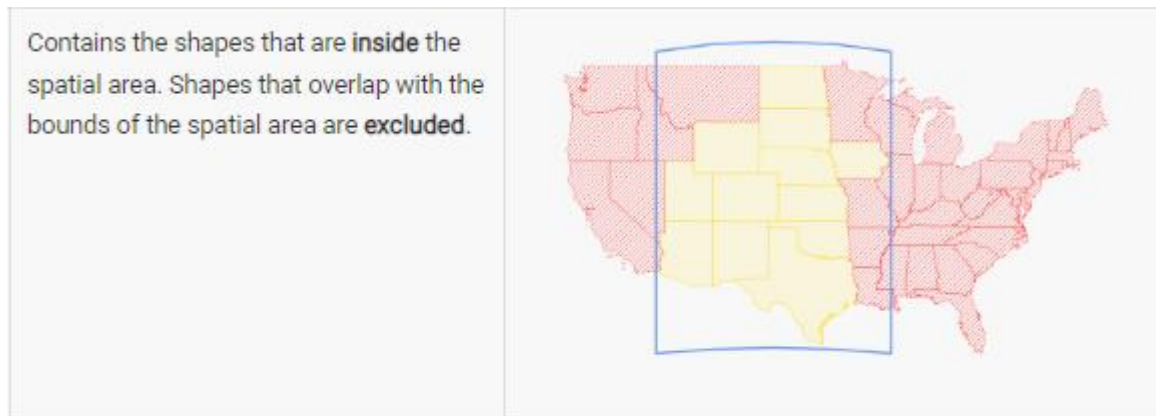 Contains the shapes that are inside the
spatial area. Shapes that overlap with the
bounds of the spatial area are excluded.